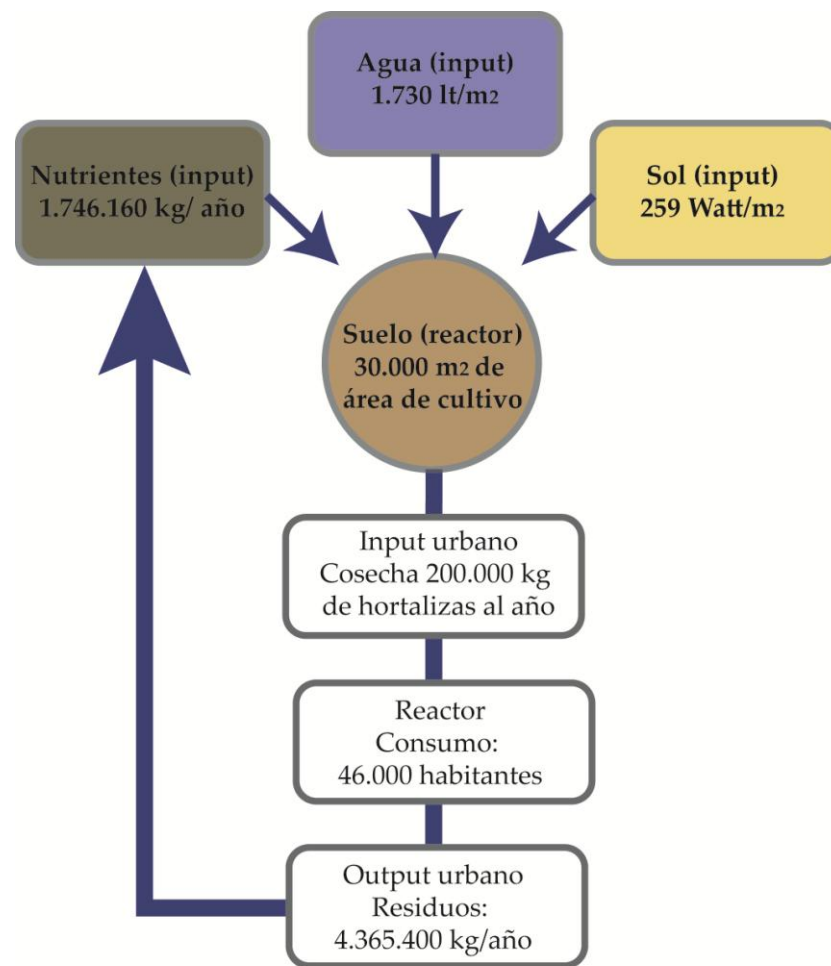 Agua (input)
1.730 lt/m2
Nutrientes (input)
1.746.160 kg/ año
Sol (input)
259 Watt/m2
Suelo (reactor)
30.000 m2 de
área de cultivo
Input urbano
Cosecha 200.000 kg
de hortalizas al año
Reactor
Consumo:
46.000 habitantes
Output urbano
Residuos:
4.365.400 kg/año